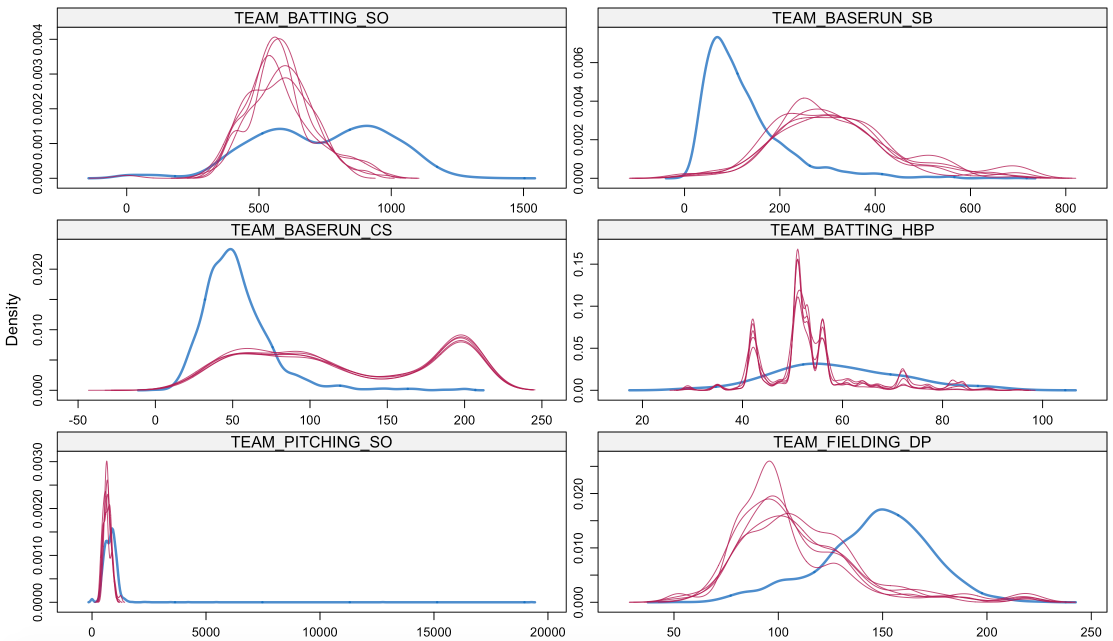 TEAM_BATTING_SO
0.000 0.001 0.002 0.003 0.004
0 500 1000 1500
TEAM_BASERUN_SB
0.000 0.002 0.004 0.006
0 200 400 600 800
TEAM_BASERUN_CS
0.000 0.010 0.020
-50 0 50 100 150 200 250
TEAM_BATTING_HBP
0.00 0.05 0.10 0.15
20 40 60 80 100
Density
TEAM_PITCHING_SO
0.0000 0.0010 0.0020 0.0030
0 5000 10000 15000 20000
TEAM_FIELDING_DP
0.000 0.010 0.020
50 100 150 200 250